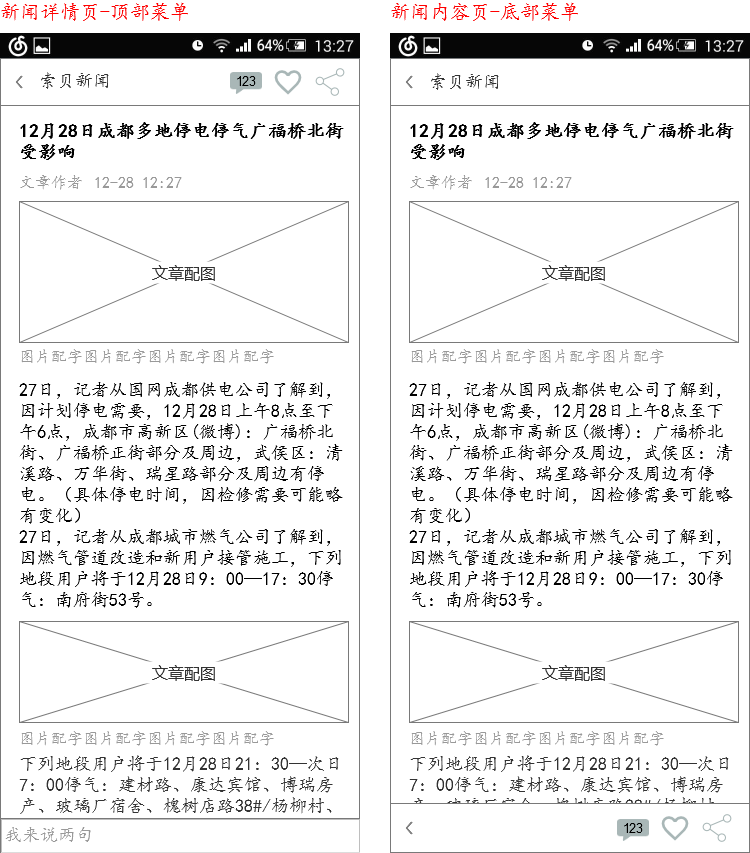 新闻详情页-顶部菜单
64% 13:27
索贝新闻
123
12月28日成都多地停电停气广福桥北街
受影响
文章作者 12-28 12:27
文章配图
图片配字图片配字图片配字图片配字
27日，记者从国网成都供电公司了解到，
因计划停电需要，12月28日上午8点至下
午6点，成都市高新区(微博)：广福桥北
街、广福桥正街部分及周边，武侯区：清
溪路、万华街、瑞星路部分及周边有停
电。（具体停电时间，因检修需要可能略
有变化）
27日，记者从成都城市燃气公司了解到，
因燃气管道改造和新用户接管施工，下列
地段用户将于12月28日9：00—17：30停
气：南府街53号。
文章配图
图片配字图片配字图片配字图片配字
下列地段用户将于12月28日21：30—次日
7：00停气：建材路、康达宾馆、博瑞房
产、玻璃厂宿舍、槐树店路38#/杨柳村、
我来说两句
新闻内容页-底部菜单
64% 13:27
索贝新闻
12月28日成都多地停电停气广福桥北街
受影响
文章作者 12-28 12:27
文章配图
图片配字图片配字图片配字图片配字
27日，记者从国网成都供电公司了解到，
因计划停电需要，12月28日上午8点至下
午6点，成都市高新区(微博)：广福桥北
街、广福桥正街部分及周边，武侯区：清
溪路、万华街、瑞星路部分及周边有停
电。（具体停电时间，因检修需要可能略
有变化）
27日，记者从成都城市燃气公司了解到，
因燃气管道改造和新用户接管施工，下列
地段用户将于12月28日9：00—17：30停
气：南府街53号。
文章配图
图片配字图片配字图片配字图片配字
下列地段用户将于12月28日21：30—次日
7：00停气：建材路、康达宾馆、博瑞房
产、玻璃厂宿舍、槐树店路38#/杨柳村、
123